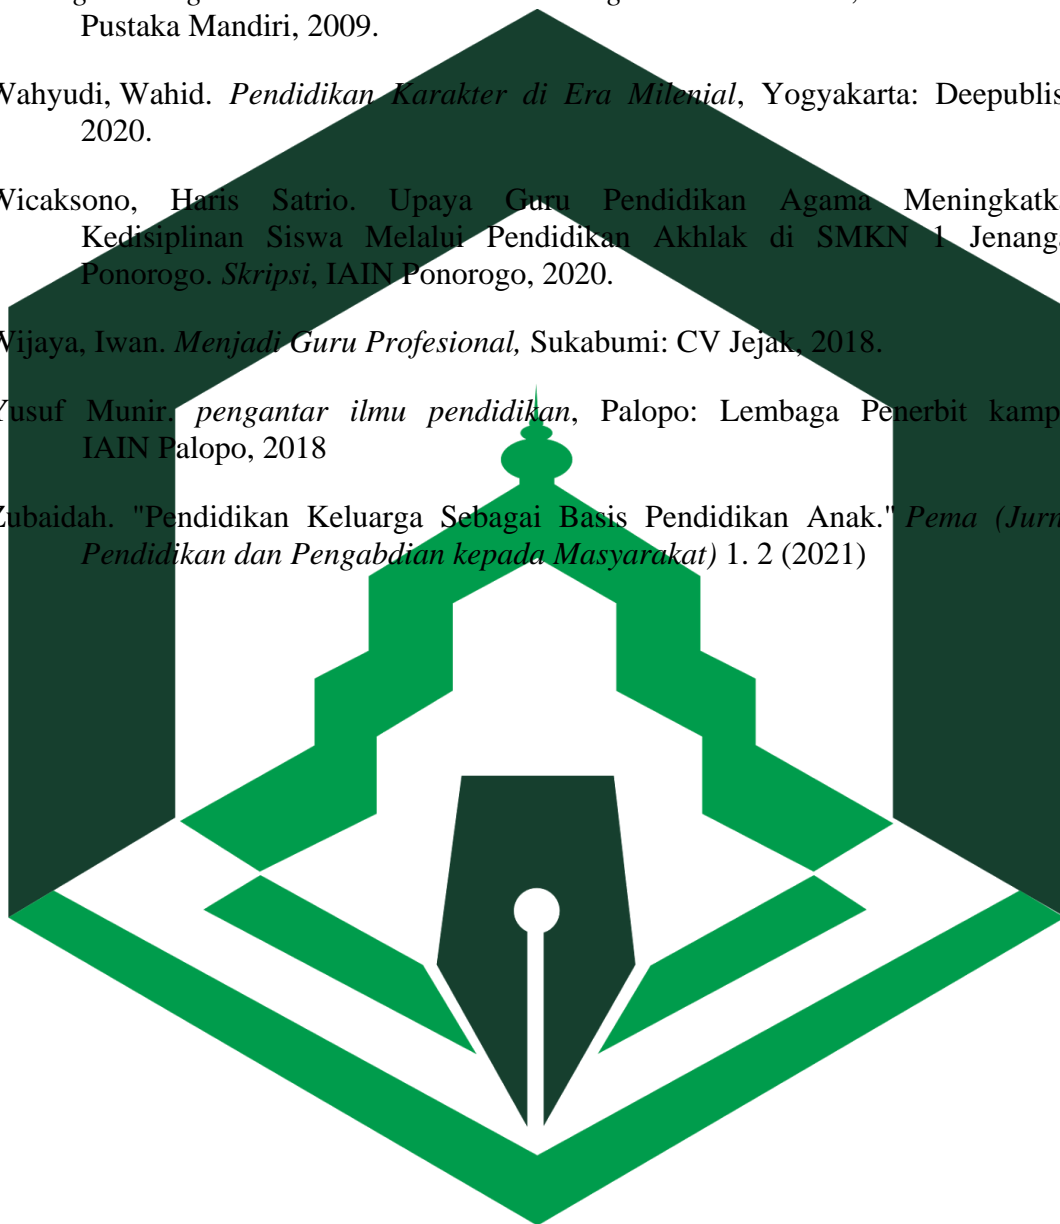 Pustaka Mandiri, 2009.
Wahyudi, Wahid. Pendidikan Karakter di Era Milenial, Yogyakarta: Deepublis
2020.
Wicaksono, Haris Satrio. Upaya Guru Pendidikan Agama Meningkatk
Kedisiplinan Siswa Melalui Pendidikan Akhlak di SMKN 1 Jenang
Ponorogo. Skripsi, IAIN Ponorogo, 2020.
Wijaya, Iwan. Menjadi Guru Profesional, Sukabumi: CV Jejak, 2018.
Yusuf Munir. pengantar ilmu pendidikan, Palopo: Lembaga Penerbit kamp
IAIN Palopo, 2018
Zubaidah. "Pendidikan Keluarga Sebagai Basis Pendidikan Anak." Pema (Jurn
Pendidikan dan Pengabdian kepada Masyarakat) 1. 2 (2021)